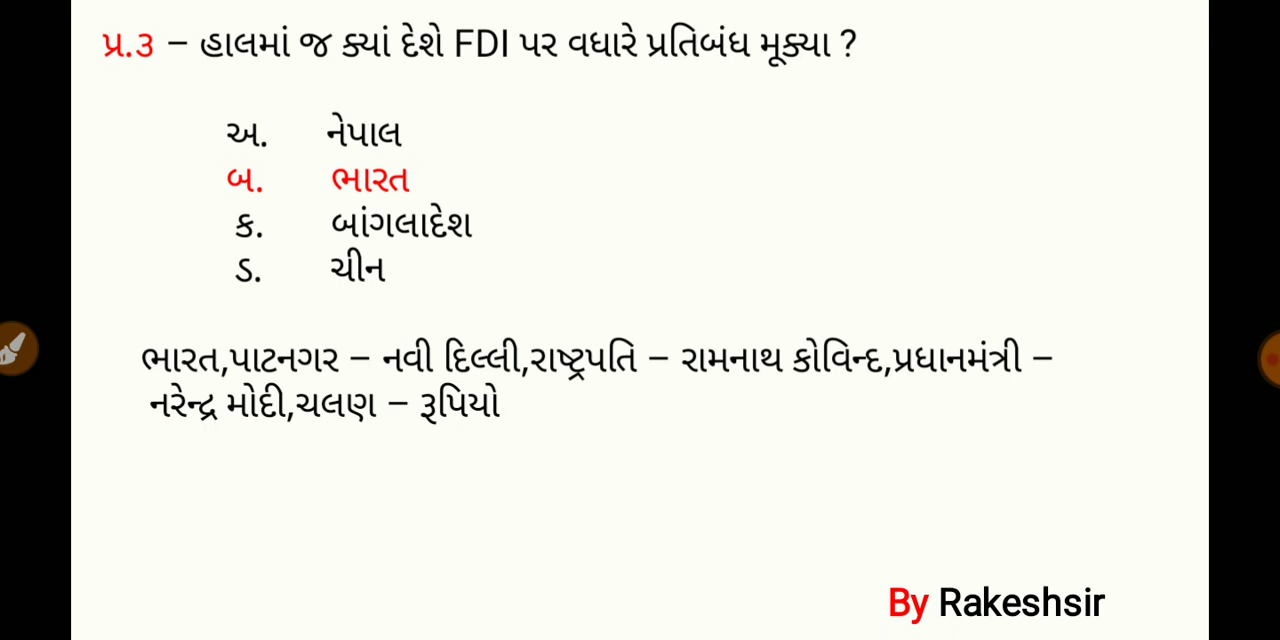 પ્ર.૩ – હાલમાં જ ક્યાં દેશે FDI પર વધારે પ્રતિબંધ મૂક્યા ?
અ. નેપાલ
બ. ભારત
ક. બાંગલાદેશ
ડ. ચીન
ભારત,પાટનગર – નવી દિલ્લી,રાષ્ટ્રપતિ – રામનાથ કોવિન્દ,પ્રધાનમંત્રી –
નરેન્દ્ર મોદી,ચલણ – રૂપિયો
By Rakeshsir